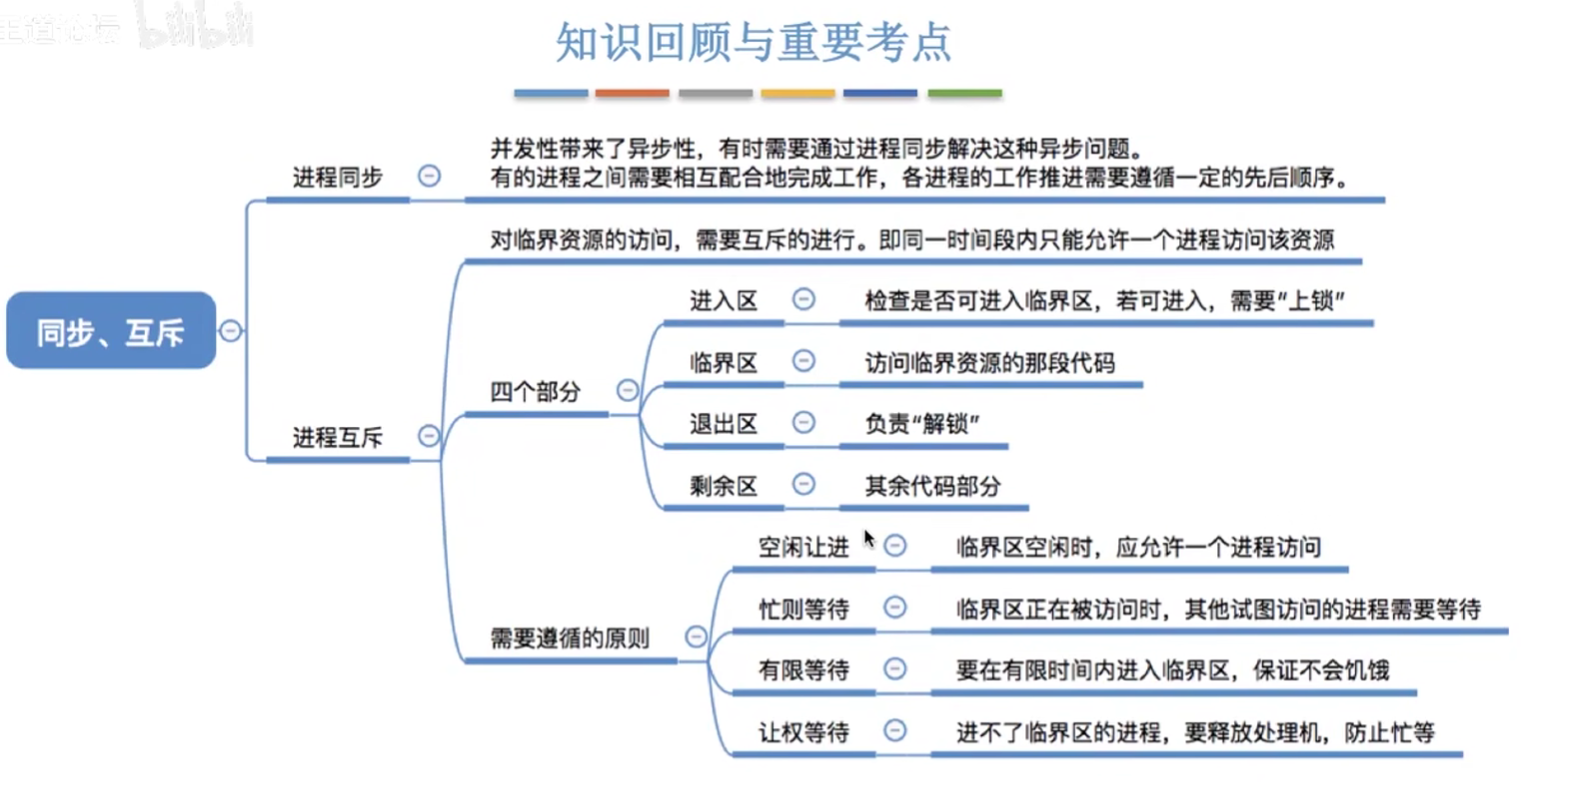 王道论坛 bilibili
知识回顾与重要考点
并发性带来了异步性，有时需要通过进程同步解决这种异步问题。
进程同步
有的进程之间需要相互配合地完成工作，各进程的工作推进需要遵循一定的先后顺序。
对临界资源的访问，需要互斥的进行。即同一时间段内只能允许一个进程访问该资源
进入区 检查是否可进入临界区，若可进入，需要“上锁”
同步、互斥
临界区 访问临界资源的那段代码
四个部分
退出区 负责“解锁”
进程互斥
剩余区 其余代码部分
空闲让进 临界区空闲时，应允许一个进程访问
忙则等待 临界区正在被访问时，其他试图访问的进程需要等待
需要遵循的原则
有限等待 要在有限时间内进入临界区，保证不会饥饿
让权等待 进不了临界区的进程，要释放处理机，防止忙等